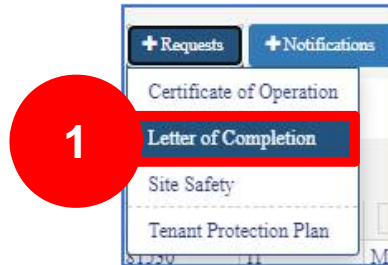 + Requests + Notifications
Certificate of Operation
1 Letter of Completion
Site Safety
Tenant Protection Plan
M